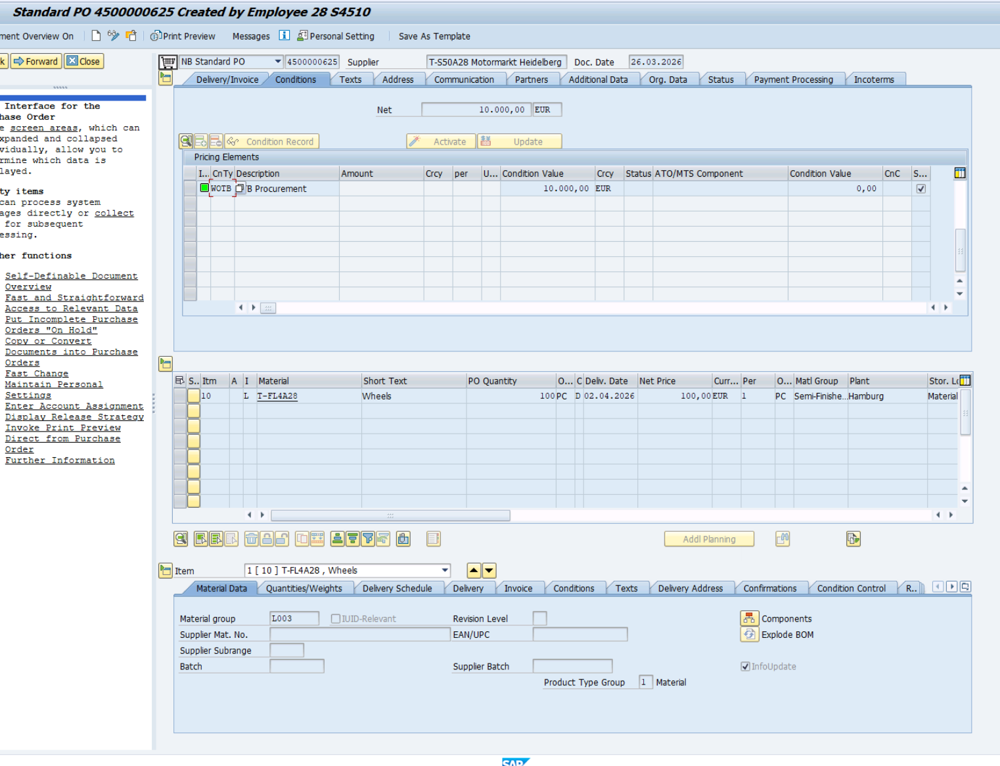 Standard PO 4500000625 Created by Employee 28 S4510
ment Overview On Print Preview Messages Personal Setting Save As Template
k Forward Close
NB Standard PO 4500000625 Supplier T-S50A28 Motormarkt Heidelberg Doc. Date 26.03.2026
Delivery/Invoice Conditions Texts Address Communication Partners Additional Data Org. Data Status Payment Processing Incoterms
Net 10.000,00 EUR
Condition Record Activate Update
Pricing Elements
I... CnTy Description Amount Crcy per U... Condition Value Crcy Status ATO/MTS Component Condition Value CnC S...
WOTB B Procurement 10.000,00 EUR 0,00
Interface for the
hase Order
e screen areas, which can
xpanded and collapsed
vidually, allow you to
rmine which data is
layed.
ty items
can process system
ages directly or collect
for subsequent
essing.
her functions
Self-Definable Document
Overview
Fast and Straightforward
Access to Relevant Data
Put Incomplete Purchase
Orders "On Hold"
Copy or Convert
Documents into Purchase
Orders
Fast Change
Maintain Personal
Settings
Enter Account Assignment
Display Release Strategy
Invoke Print Preview
Direct from Purchase
Order
Further Information
S.. Itm A I Material Short Text PO Quantity O... C Deliv. Date Net Price Curr... Per O... Matl Group Plant Stor. Lo
10 L T-FL4A28 Wheels 100 PC D 02.04.2026 100,00 EUR 1 PC Semi-Finishe... Hamburg Material
Addl Planning
Item 1 [ 10 ] T-FL4A28 , Wheels
Material Data Quantities/Weights Delivery Schedule Delivery Invoice Conditions Texts Delivery Address Confirmations Condition Control R..
Material group L003 IUID-Relevant Revision Level Components
Supplier Mat. No. EAN/UPC Explode BOM
Supplier Subrange
Batch Supplier Batch InfoUpdate
Product Type Group 1 Material
SAP